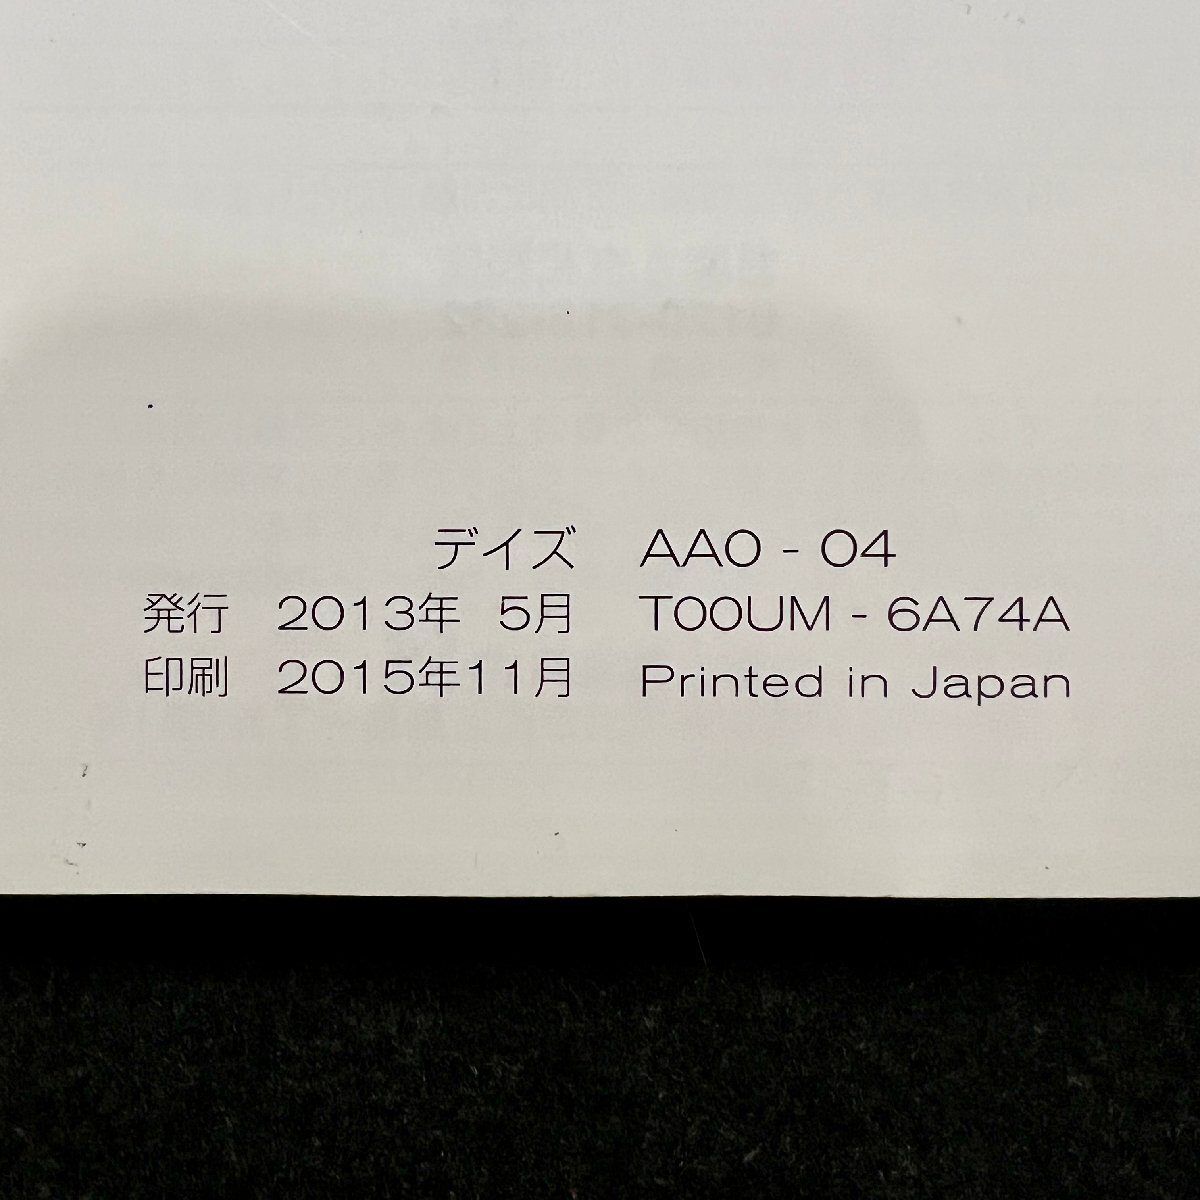 デイズ AA0 - 04
発行 2013年 5月 T00UM - 6A74A
印刷 2015年11月 Printed in Japan